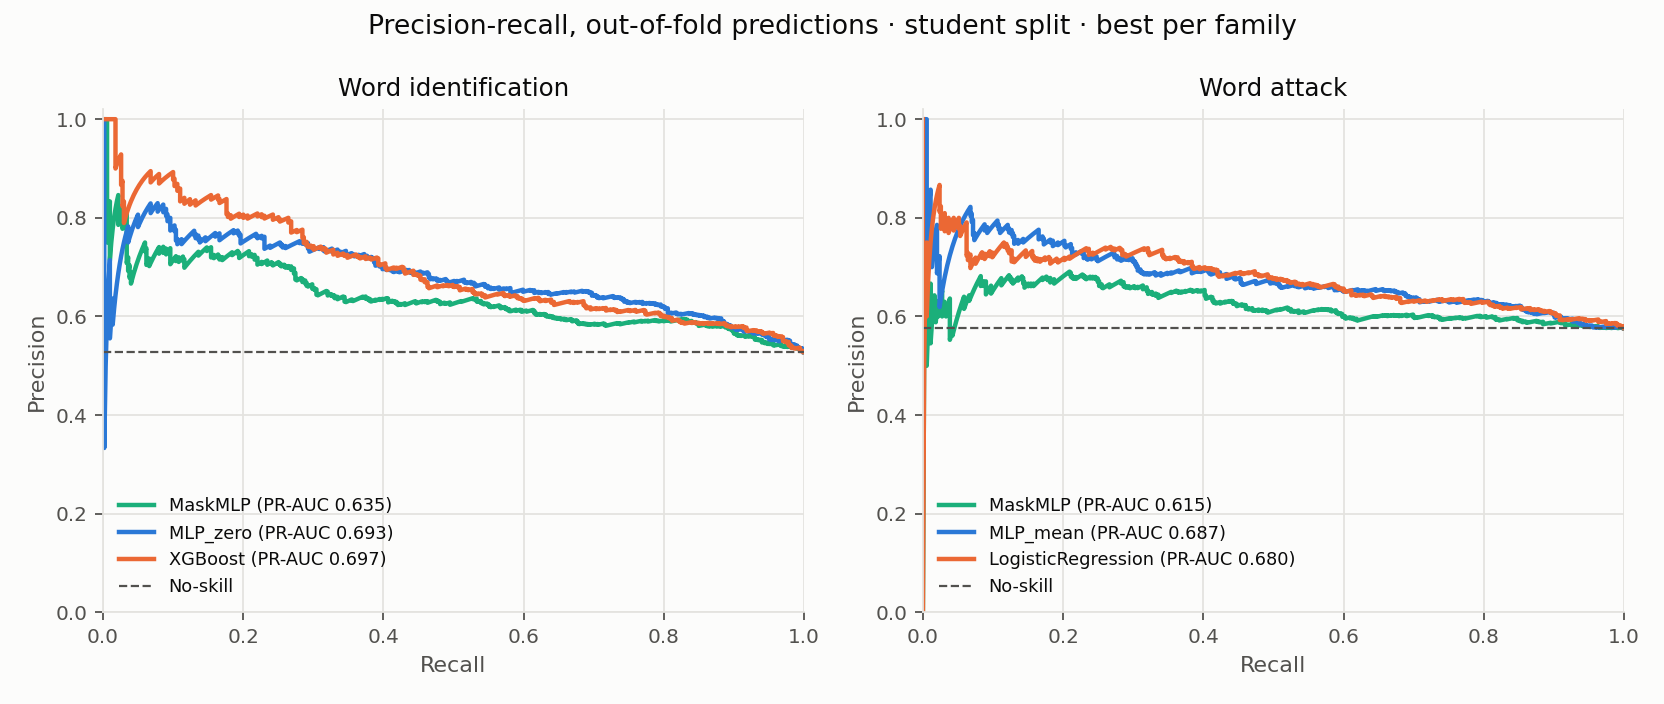 Precision-recall, out-of-fold predictions · student split · best per family
Word identification
1.0
0.8
0.6
0.4
0.2
0.0
Precision
MaskMLP (PR-AUC 0.635)
MLP_zero (PR-AUC 0.693)
XGBoost (PR-AUC 0.697)
No-skill
0.0 0.2 0.4 0.6 0.8 1.0
Recall
Word attack
1.0
0.8
0.6
0.4
0.2
0.0
Precision
MaskMLP (PR-AUC 0.615)
MLP_mean (PR-AUC 0.687)
LogisticRegression (PR-AUC 0.680)
No-skill
0.0 0.2 0.4 0.6 0.8 1.0
Recall